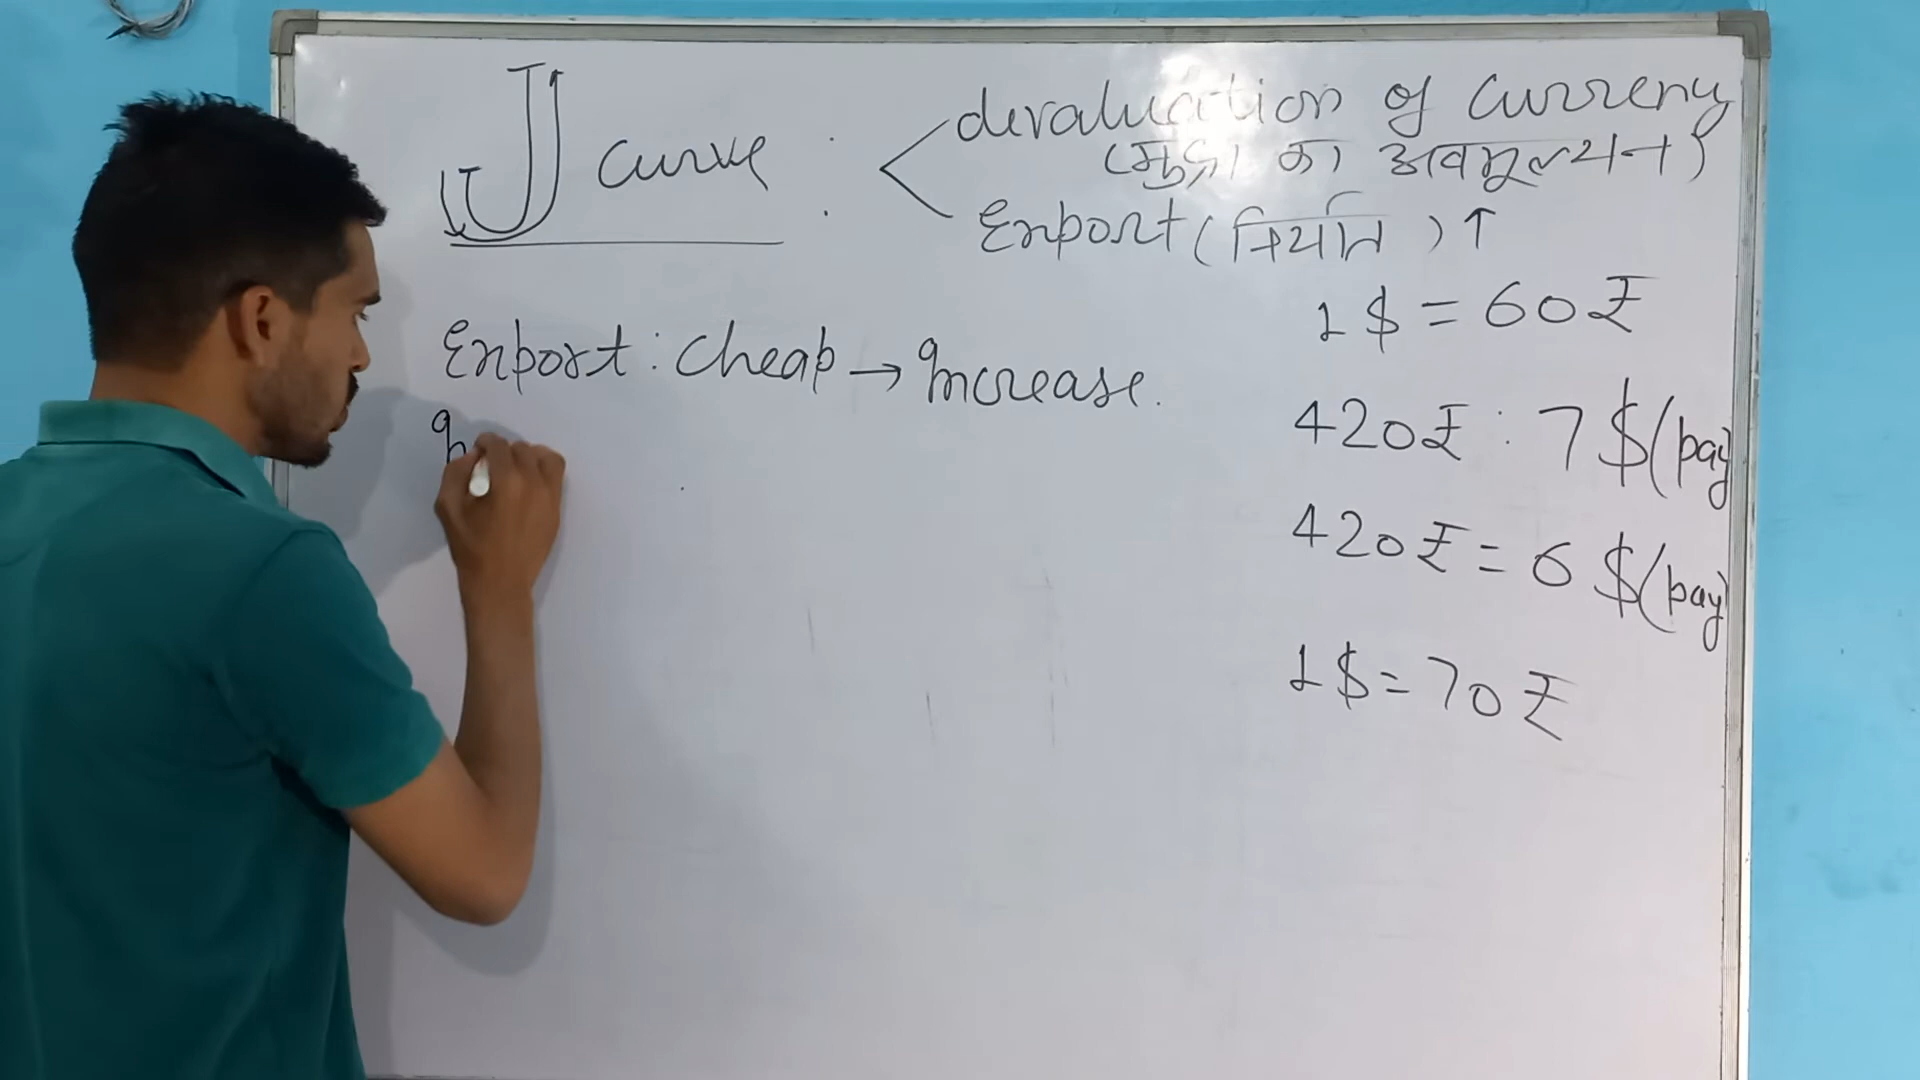 J curve : devaluation of curreny
(मुद्रा का अवमूल्यन)
Export (निर्यात) ↑
1 $ = 60 ₹
Export : cheap → Increase.
420 ₹ : 7 $ (pay)
420 ₹ = 6 $ (pay)
1 $ = 70 ₹